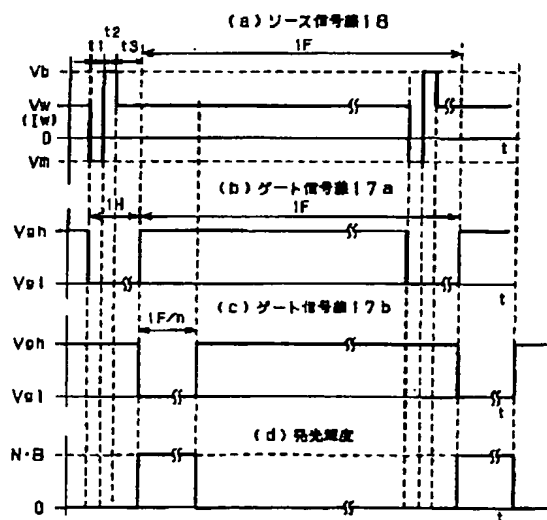 (a) ソース信号線18
t2
t1 t3 1F
Vb
Vw
(Iw)
0
t
Vm
(b) ゲート信号線17a
1H 1F
Vgh
Vgl
t
(c) ゲート信号線17b
1F/n
Vgh
Vgl
t
(d) 発光輝度
N・B
0
t